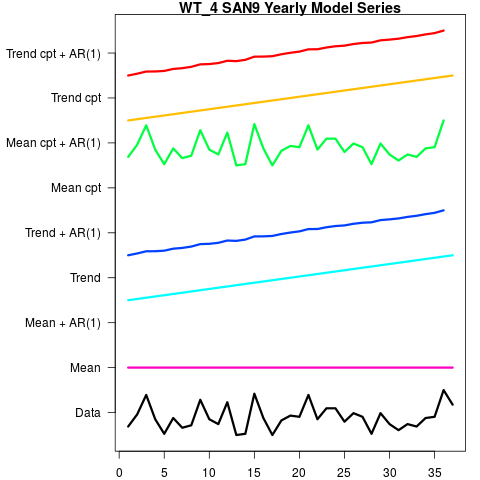 WT_4 SAN9 Yearly Model Series
Trend cpt + AR(1)
Trend cpt
Mean cpt + AR(1)
Mean cpt
Trend + AR(1)
Trend
Mean + AR(1)
Mean
Data
0 5 10 15 20 25 30 35